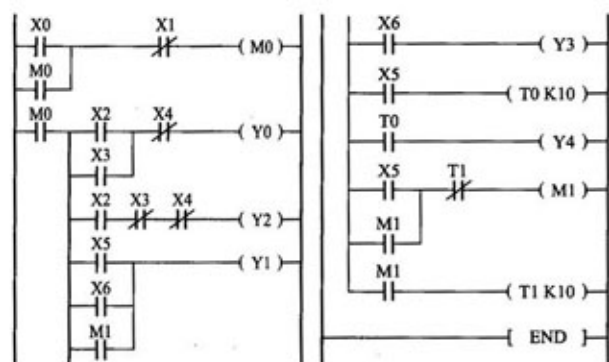 X0 X1
( M0 )
M0
M0 X2 X4
( Y0 )
X3
X2 X3 X4
( Y2 )
X5
( Y1 )
X6
M1
X6
( Y3 )
X5
( T0 K10 )
T0
( Y4 )
X5 T1
( M1 )
M1
M1
( T1 K10 )
[ END ]